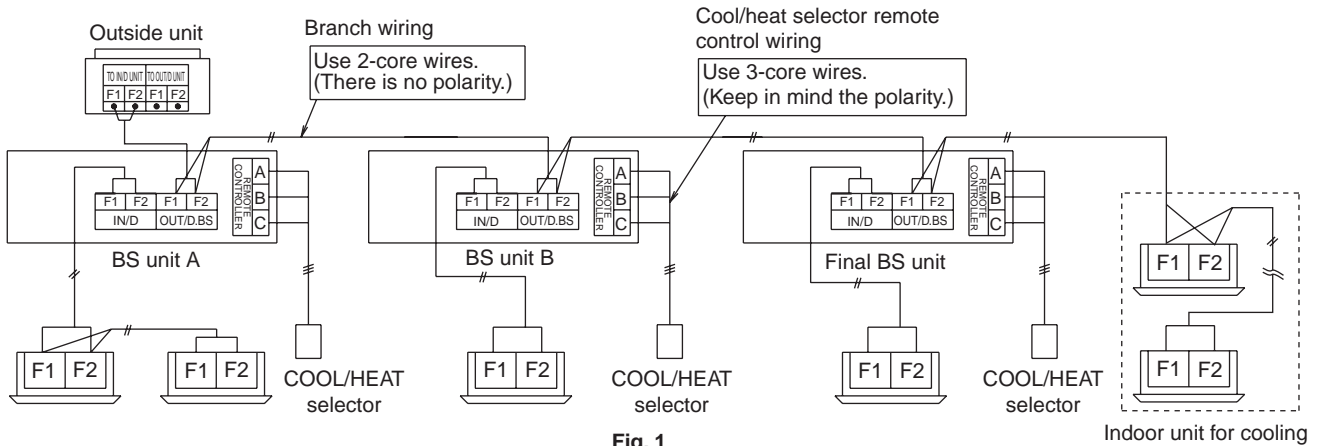 Outside unit
TO IN/D UNIT TO OUT/D UNIT
F1 F2 F1 F2
Branch wiring
Use 2-core wires.
(There is no polarity.)
Cool/heat selector remote
control wiring
Use 3-core wires.
(Keep in mind the polarity.)
F1 F2 F1 F2
IN/D OUT/D.BS
REMOTE
CONTROLLER
A
B
C
BS unit A
F1 F2 F1 F2
IN/D OUT/D.BS
REMOTE
CONTROLLER
A
B
C
BS unit B
F1 F2 F1 F2
IN/D OUT/D.BS
REMOTE
CONTROLLER
A
B
C
Final BS unit
F1 F2
F1 F2
F1 F2
F1 F2
COOL/HEAT
selector
F1 F2
COOL/HEAT
selector
F1 F2
COOL/HEAT
selector
Indoor unit for cooling
Fig. 1